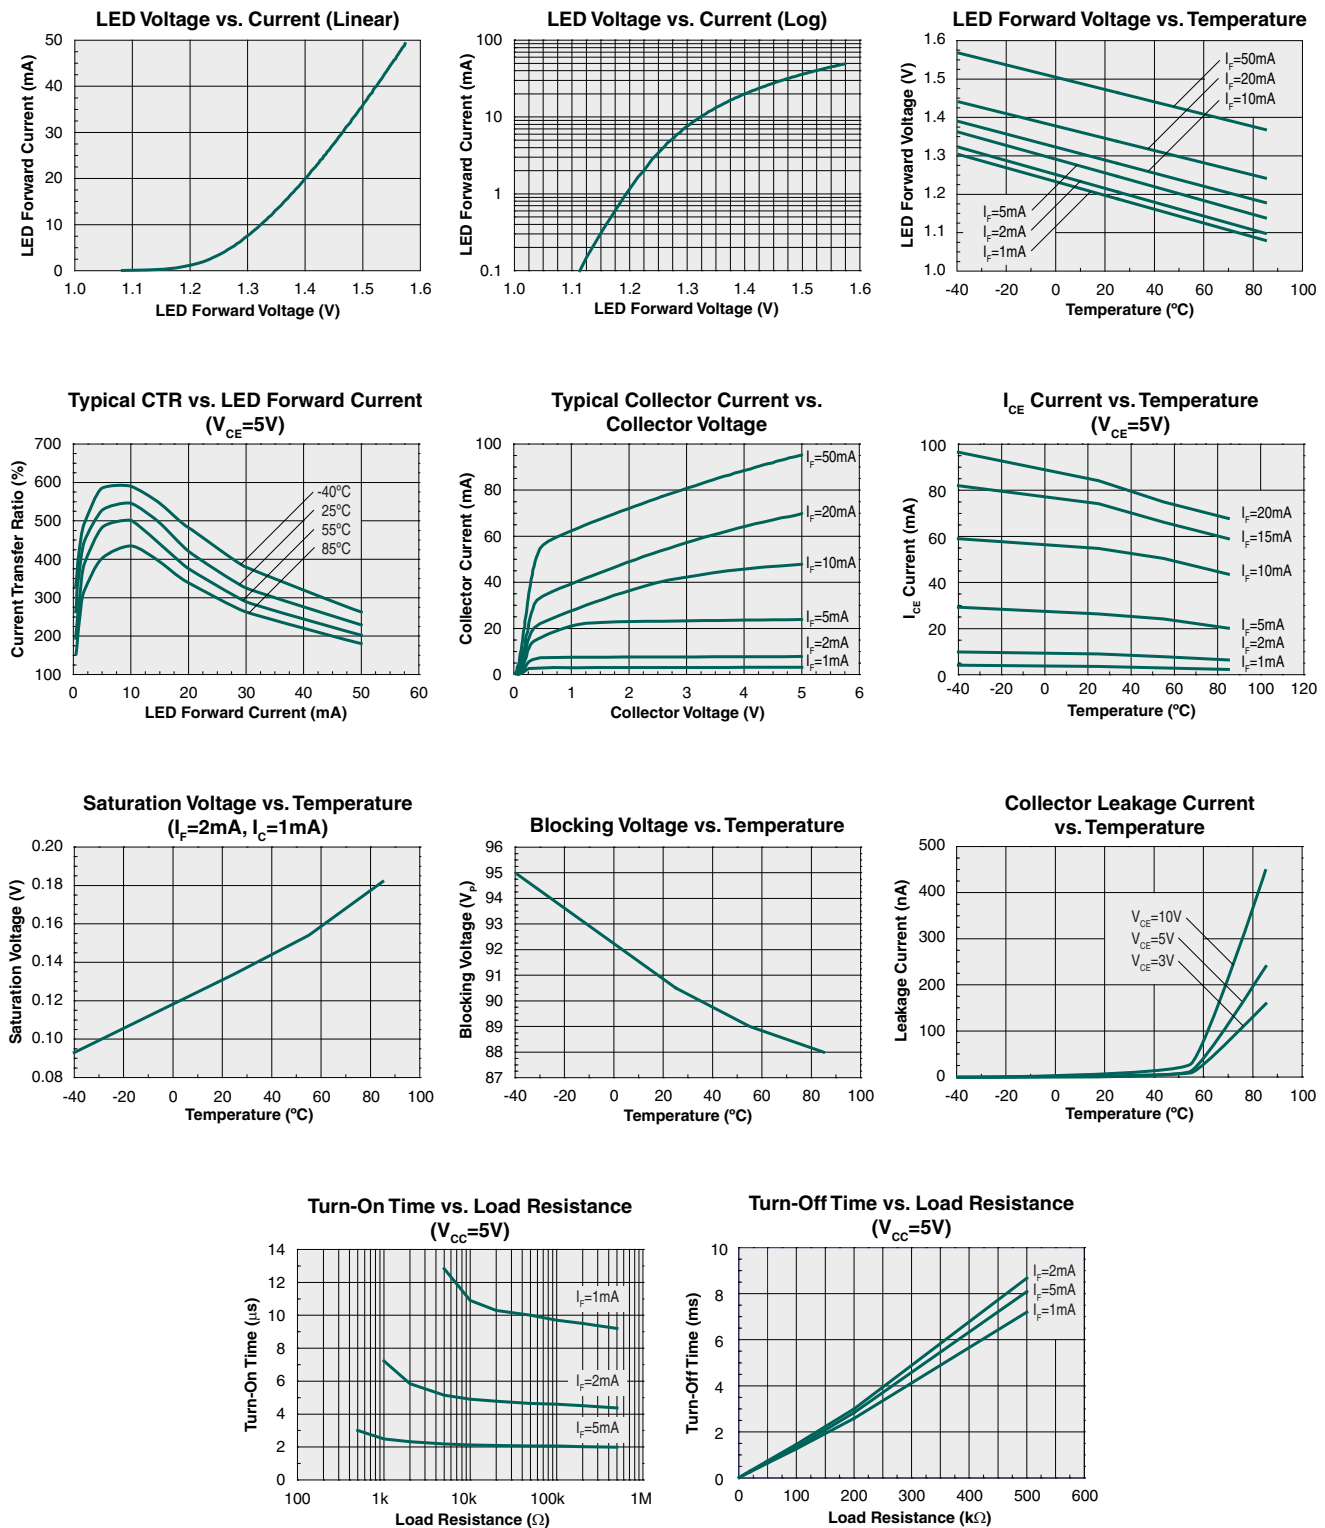 LED Voltage vs. Current (Linear)
LED Forward Current (mA)
50
40
30
20
10
0
1.0 1.1 1.2 1.3 1.4 1.5 1.6
LED Forward Voltage (V)
LED Voltage vs. Current (Log)
LED Forward Current (mA)
100
10
1
0.1
1.0 1.1 1.2 1.3 1.4 1.5 1.6
LED Forward Voltage (V)
LED Forward Voltage vs. Temperature
LED Forward Voltage (V)
1.6
1.5
1.4
1.3
1.2
1.1
1.0
IF=50mA
IF=20mA
IF=10mA
IF=5mA
IF=2mA
IF=1mA
-40 -20 0 20 40 60 80 100
Temperature (ºC)
Typical CTR vs. LED Forward Current
(VCE=5V)
Current Transfer Ratio (%)
700
600
500
400
300
200
100
-40ºC
25ºC
55ºC
85ºC
0 10 20 30 40 50 60
LED Forward Current (mA)
Typical Collector Current vs.
Collector Voltage
Collector Current (mA)
100
80
60
40
20
0
IF=50mA
IF=20mA
IF=10mA
IF=5mA
IF=2mA
IF=1mA
0 1 2 3 4 5 6
Collector Voltage (V)
ICE Current vs. Temperature
(VCE=5V)
ICE Current (mA)
100
80
60
40
20
0
IF=20mA
IF=15mA
IF=10mA
IF=5mA
IF=2mA
IF=1mA
-40 -20 0 20 40 60 80 100 120
Temperature (ºC)
Saturation Voltage vs. Temperature
(IF=2mA, IC=1mA)
Saturation Voltage (V)
0.20
0.18
0.16
0.14
0.12
0.10
0.08
-40 -20 0 20 40 60 80 100
Temperature (ºC)
Blocking Voltage vs. Temperature
Blocking Voltage (VP)
96
95
94
93
92
91
90
89
88
87
-40 -20 0 20 40 60 80 100
Temperature (ºC)
Collector Leakage Current
vs. Temperature
Leakage Current (nA)
500
400
300
200
100
0
VCE=10V
VCE=5V
VCE=3V
-40 -20 0 20 40 60 80 100
Temperature (ºC)
Turn-On Time vs. Load Resistance
(VCC=5V)
Turn-On Time (μs)
14
12
10
8
6
4
2
0
IF=1mA
IF=2mA
IF=5mA
100 1k 10k 100k 1M
Load Resistance (Ω)
Turn-Off Time vs. Load Resistance
(VCC=5V)
Turn-Off Time (ms)
10
8
6
4
2
0
IF=2mA
IF=5mA
IF=1mA
0 100 200 300 400 500 600
Load Resistance (kΩ)